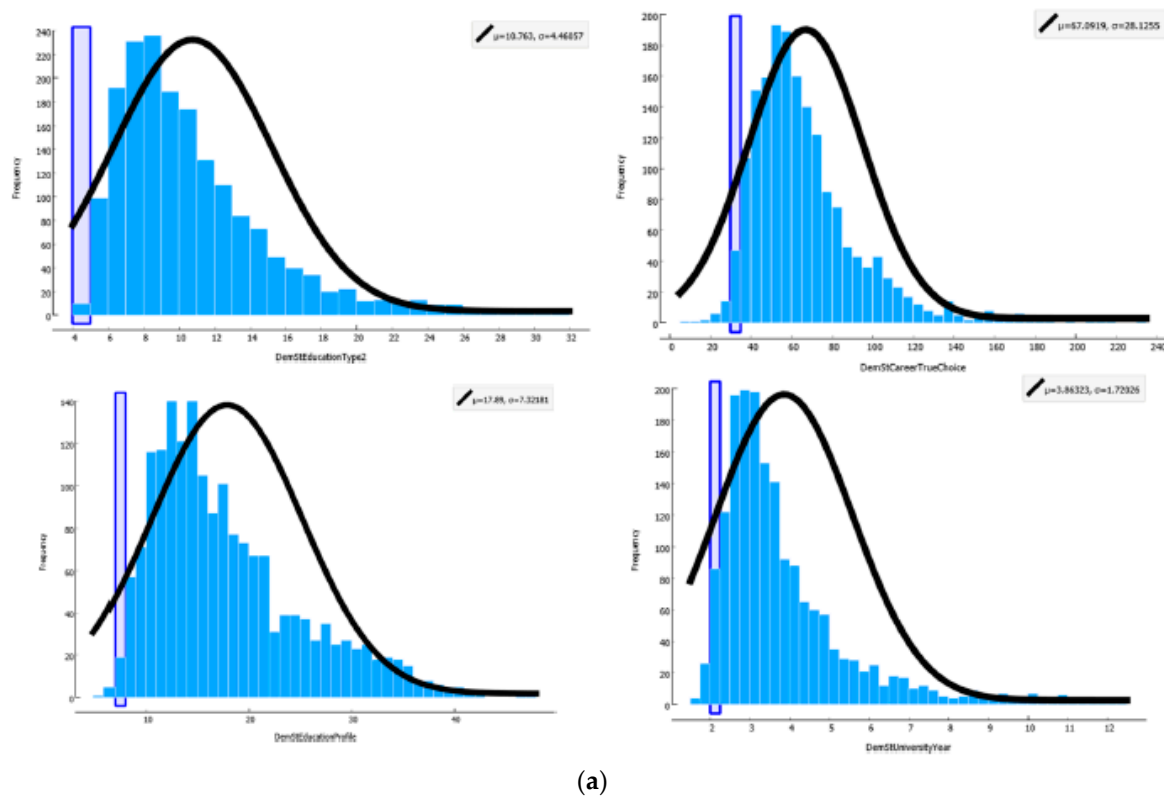 μ=10.763, σ=4.46057
240
220
200
180
160
140
120
100
80
60
40
20
0
Frequency
4 6 8 10 12 14 16 18 20 22 24 26 28 30 32
DemStEducationType2
μ=67.0919, σ=28.1255
200
180
160
140
120
100
80
60
40
20
0
Frequency
0 20 40 60 80 100 120 140 160 180 200 220 240
DemStCareerTrueChoice
μ=17.89, σ=7.32181
140
120
100
80
60
40
20
0
Frequency
10 20 30 40
DemStEducationProfile
μ=3.86323, σ=1.72026
200
180
160
140
120
100
80
60
40
20
0
Frequency
2 3 4 5 6 7 8 9 10 11 12
DemStUniversityYear
(a)